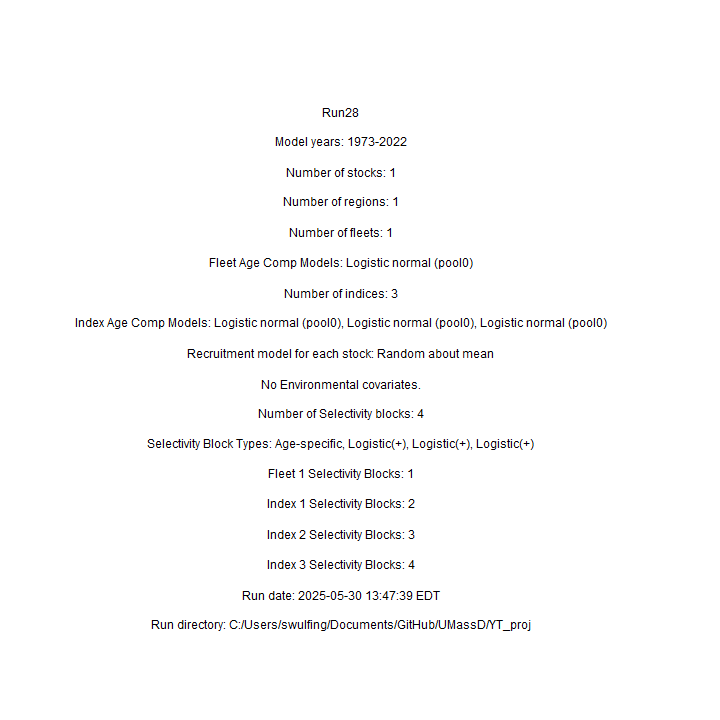 Run28
Model years: 1973-2022
Number of stocks: 1
Number of regions: 1
Number of fleets: 1
Fleet Age Comp Models: Logistic normal (pool0)
Number of indices: 3
Index Age Comp Models: Logistic normal (pool0), Logistic normal (pool0), Logistic normal (pool0)
Recruitment model for each stock: Random about mean
No Environmental covariates.
Number of Selectivity blocks: 4
Selectivity Block Types: Age-specific, Logistic(+), Logistic(+), Logistic(+)
Fleet 1 Selectivity Blocks: 1
Index 1 Selectivity Blocks: 2
Index 2 Selectivity Blocks: 3
Index 3 Selectivity Blocks: 4
Run date: 2025-05-30 13:47:39 EDT
Run directory: C:/Users/swulfing/Documents/GitHub/UMassD/YT_proj